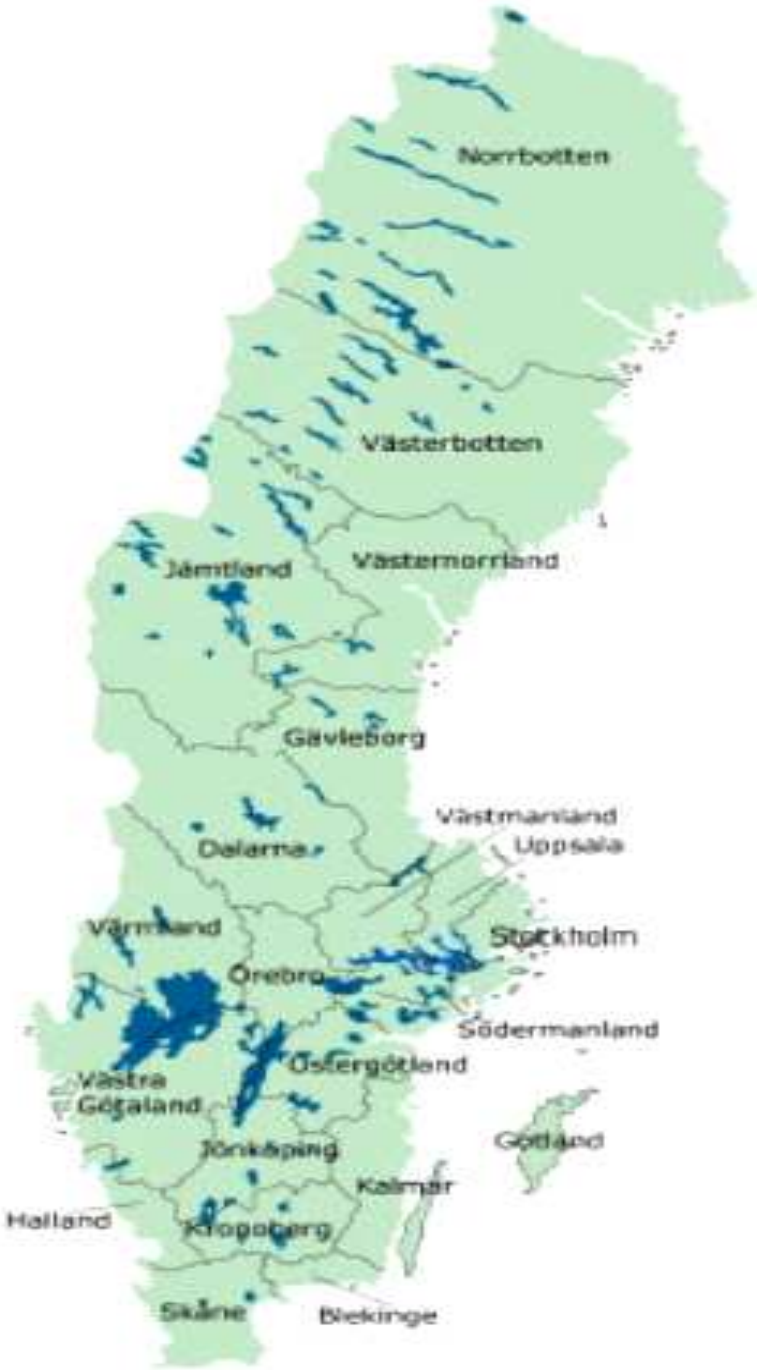 Norrbotten
Västerbotten
Västernorrland
Jämtland
Gävleborg
Västmanland
Uppsala
Dalarna
Värmland
Stockholm
Örebro
Södermanland
Östergötland
Västra
Götaland
Gotland
Jönköping
Kalmar
Halland
Kronoberg
Skåne
Blekinge